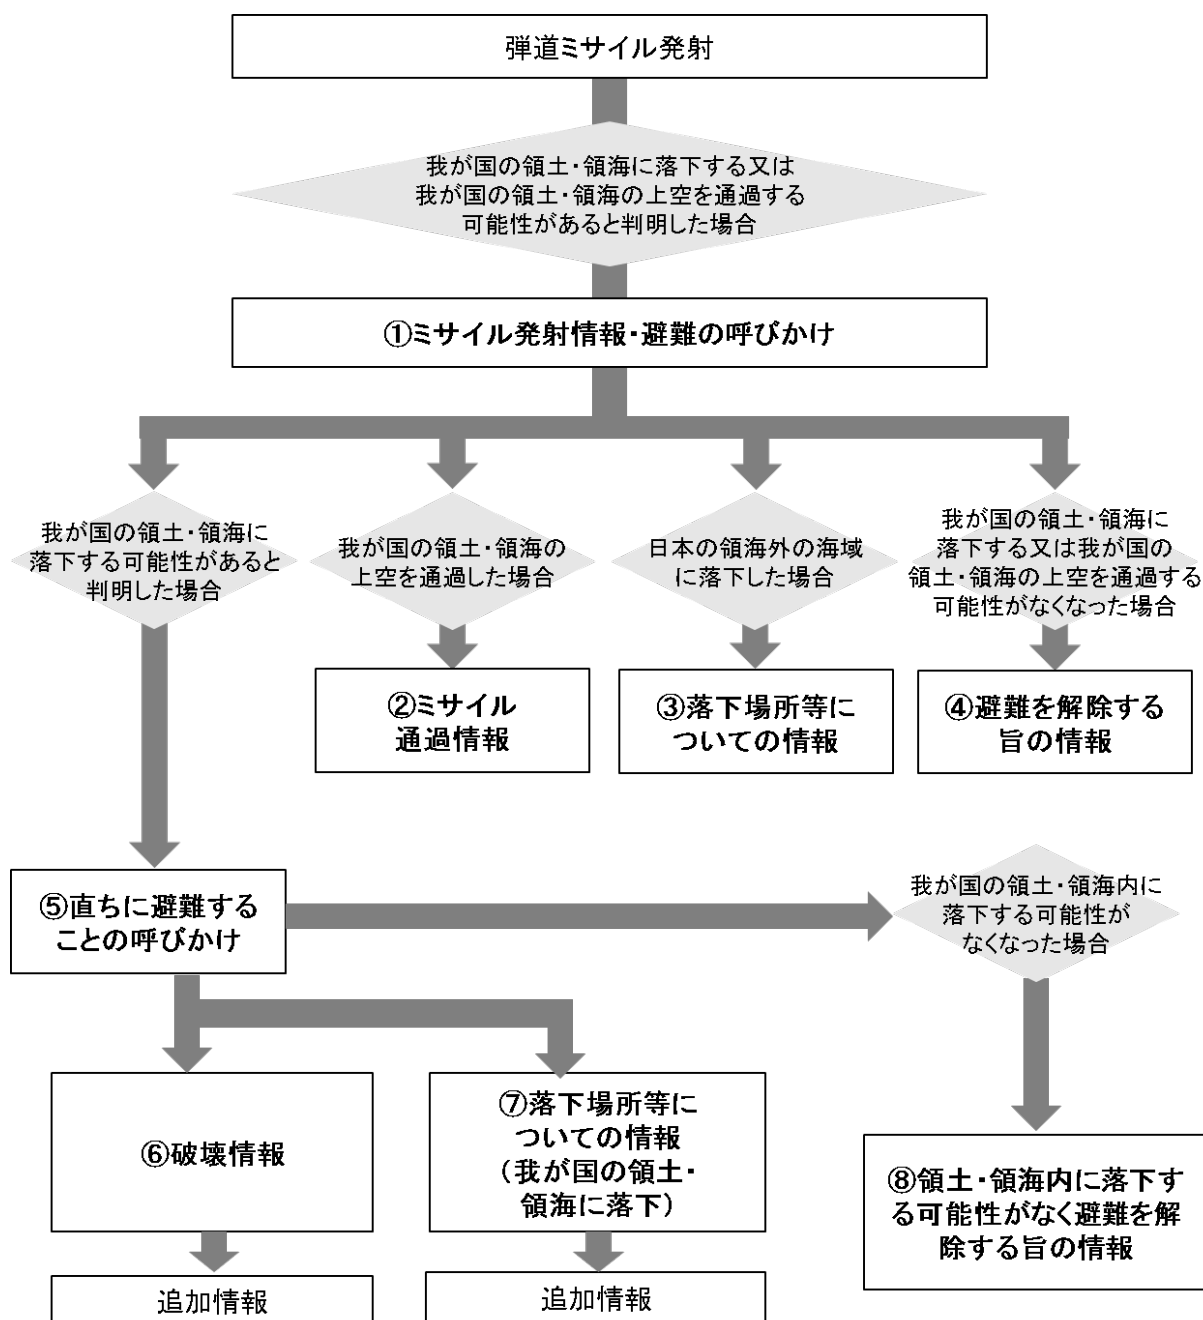 弾道ミサイル発射
我が国の領土・領海に落下する又は
我が国の領土・領海の上空を通過する
可能性があると判明した場合
①ミサイル発射情報・避難の呼びかけ
我が国の領土・領海に
落下する可能性があると
判明した場合
我が国の領土・領海の
上空を通過した場合
日本の領海外の海域
に落下した場合
我が国の領土・領海に
落下する又は我が国の
領土・領海の上空を通過する
可能性がなくなった場合
②ミサイル
通過情報
③落下場所等に
ついての情報
④避難を解除する
旨の情報
⑤直ちに避難する
ことの呼びかけ
我が国の領土・領海内に
落下する可能性が
なくなった場合
⑥破壊情報
⑦落下場所等に
ついての情報
（我が国の領土・
領海に落下）
⑧領土・領海内に落下す
る可能性がなく避難を解
除する旨の情報
追加情報
追加情報